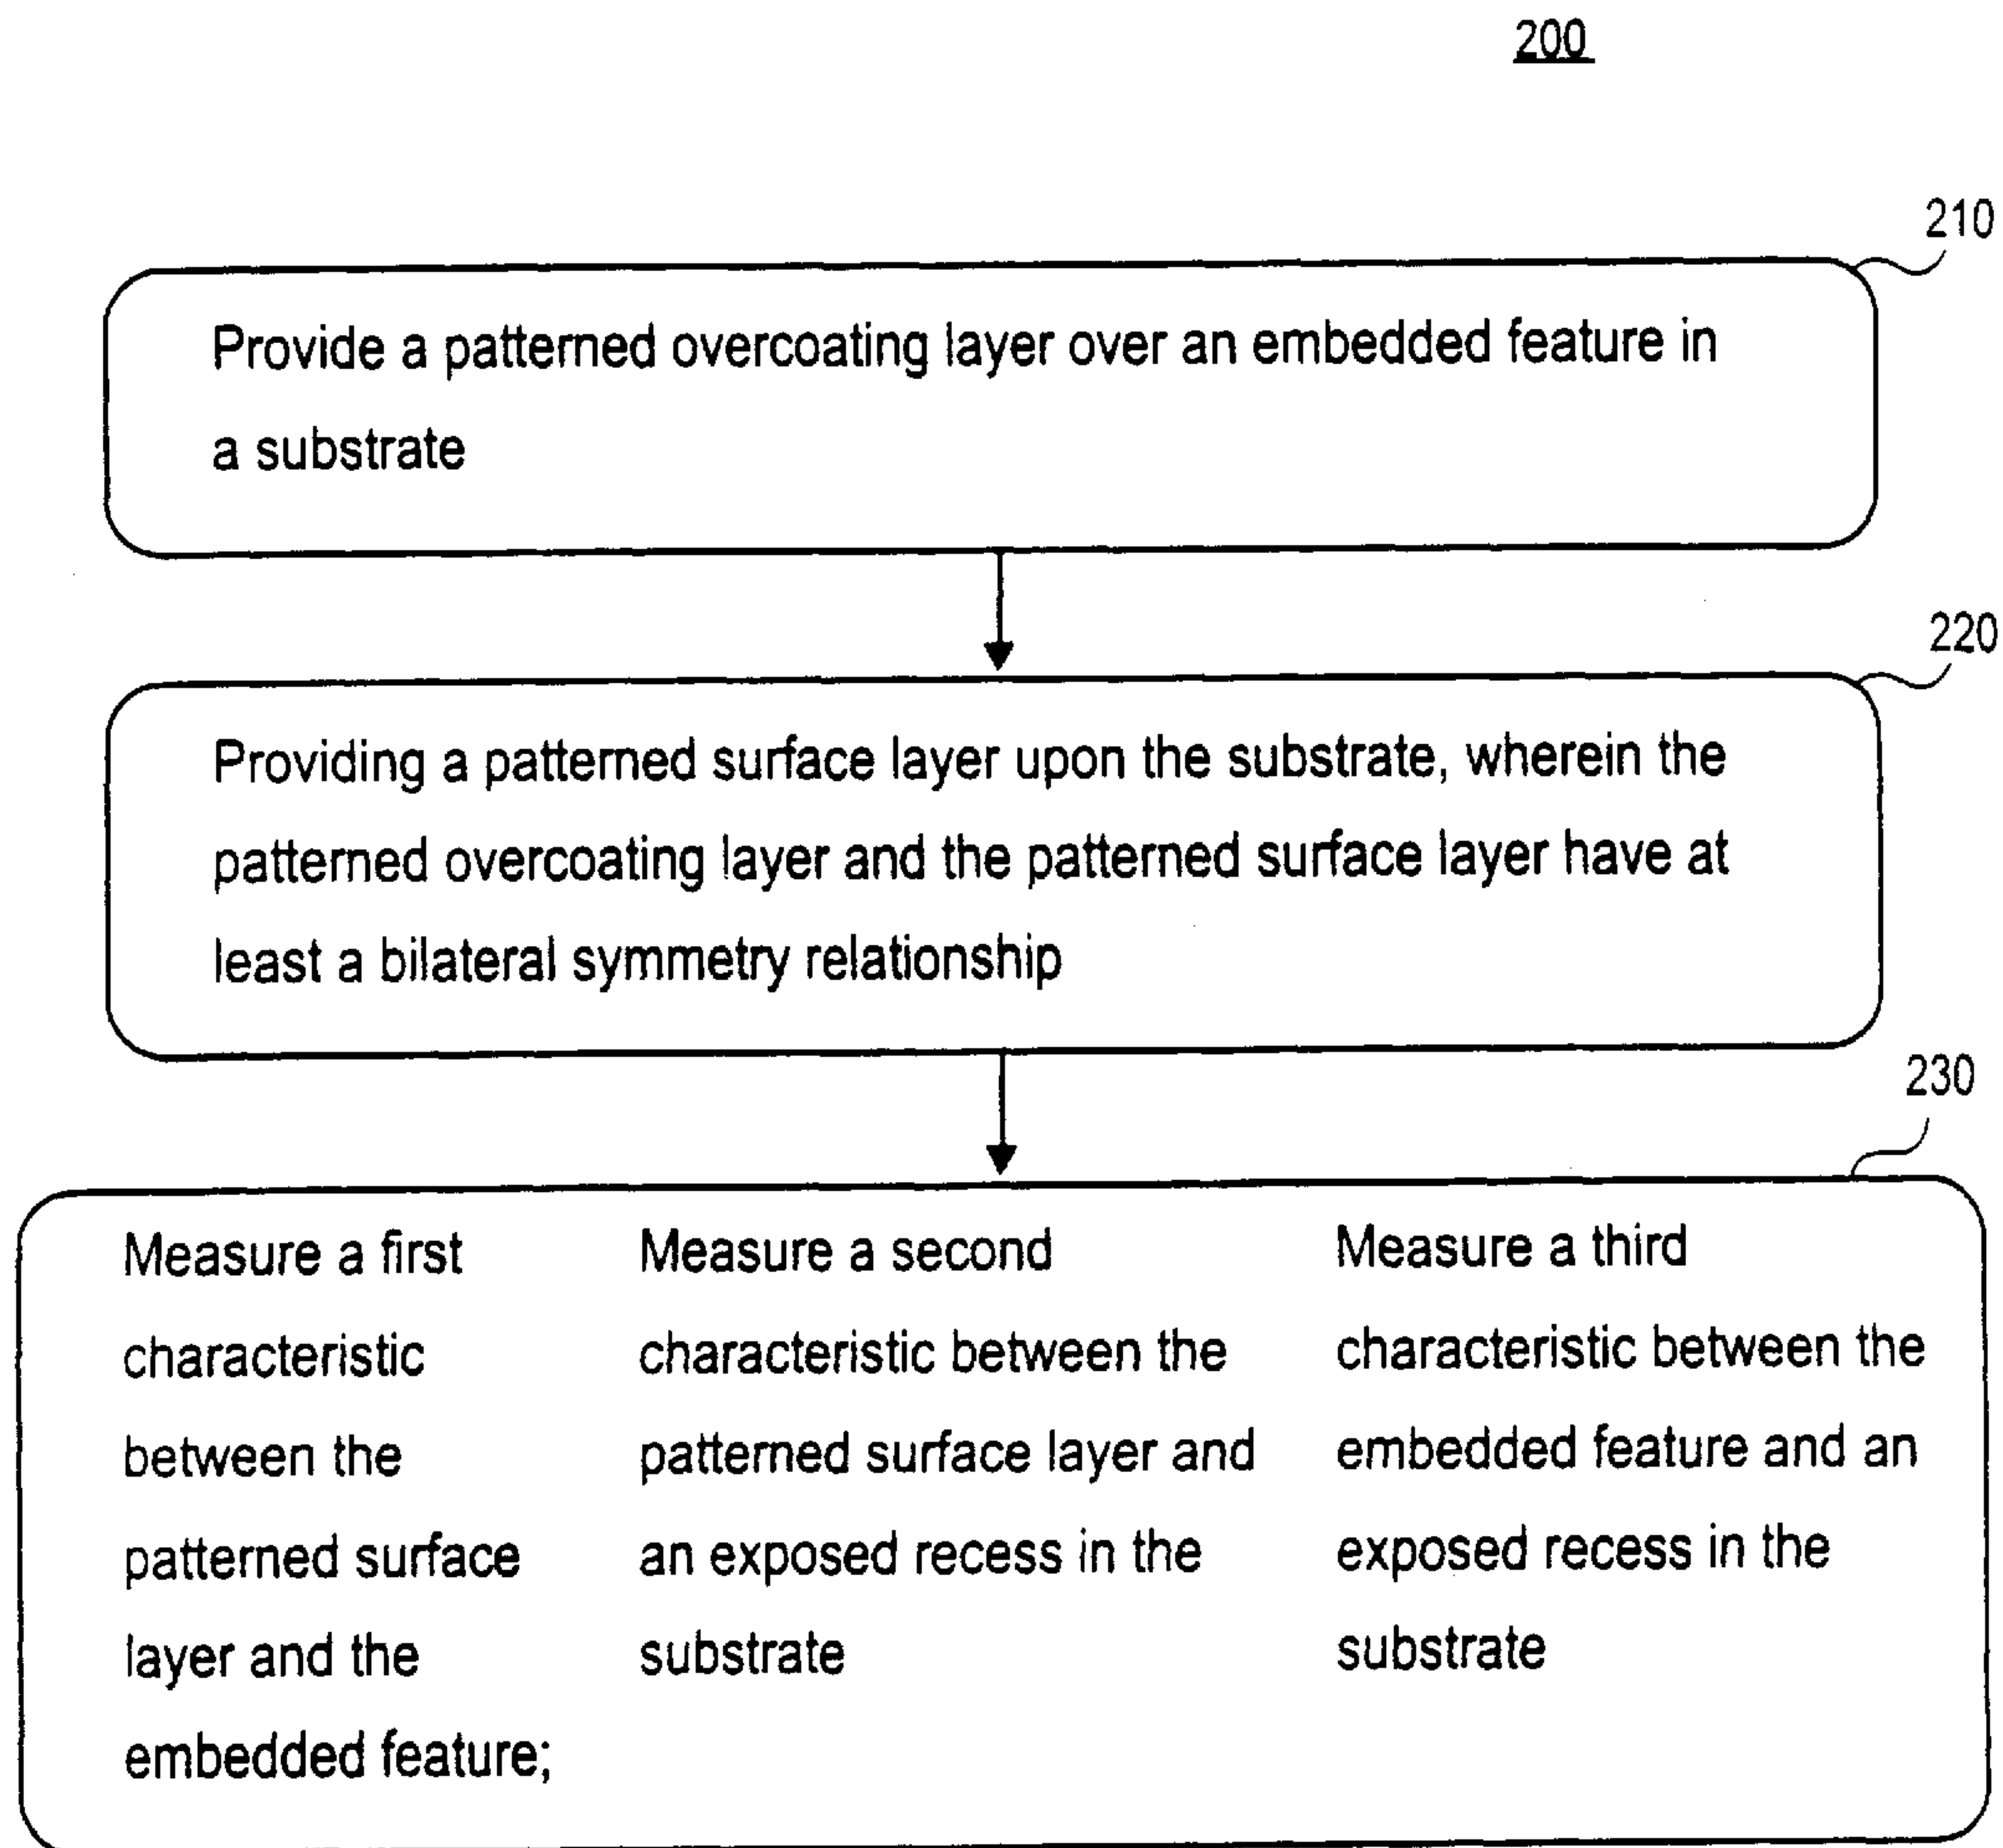 200
210
Provide a patterned overcoating layer over an embedded feature in
a substrate
220
Providing a patterned surface layer upon the substrate, wherein the
patterned overcoating layer and the patterned surface layer have at
least a bilateral symmetry relationship
230
Measure a first
characteristic
between the
patterned surface
layer and the
embedded feature;
Measure a second
characteristic between the
patterned surface layer and
an exposed recess in the
substrate
Measure a third
characteristic between the
embedded feature and an
exposed recess in the
substrate